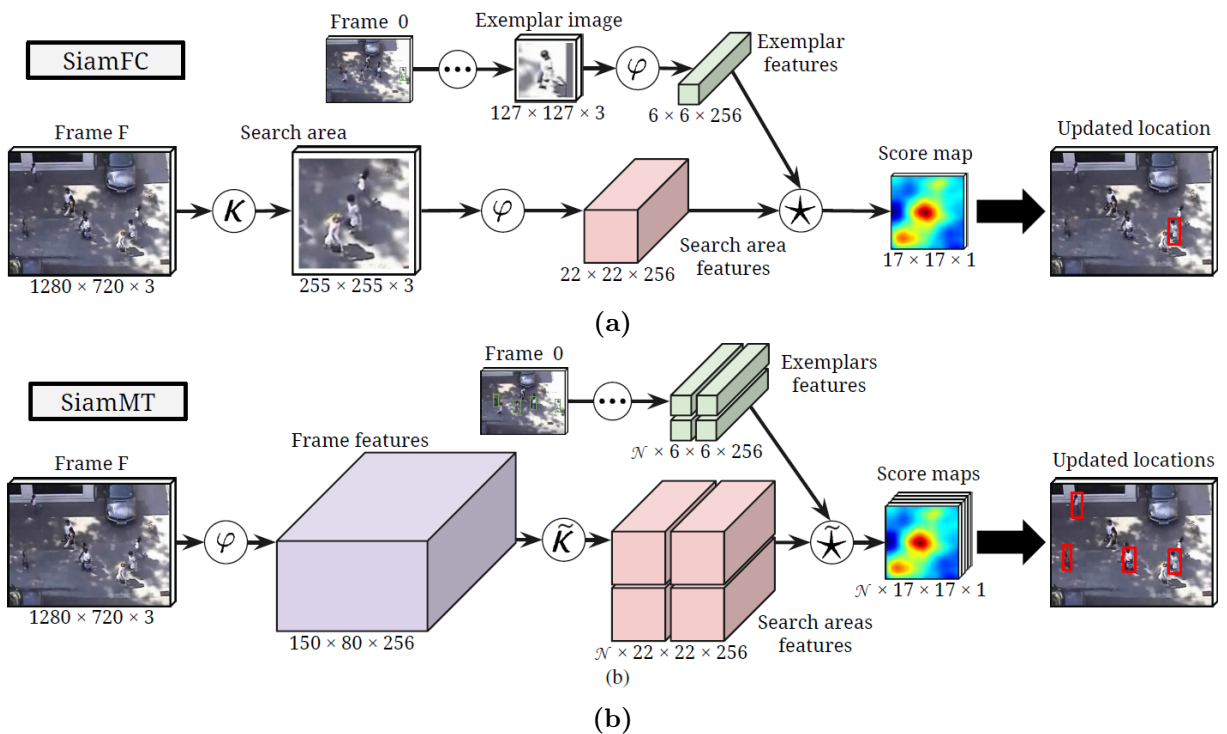 SiamFC
Frame 0
Exemplar image
127 × 127 × 3
φ
Exemplar
features
6 × 6 × 256
Frame F
1280 × 720 × 3
K
Search area
255 × 255 × 3
φ
22 × 22 × 256
Search area
features
★
Score map
17 × 17 × 1
Updated location
(a)
SiamMT
Frame 0
Exemplars
features
𝒩 × 6 × 6 × 256
Frame F
1280 × 720 × 3
φ
Frame features
150 × 80 × 256
K̃
𝒩 × 22 × 22 × 256
Search areas
features
★̃
Score maps
𝒩 × 17 × 17 × 1
Updated locations
(b)
(b)